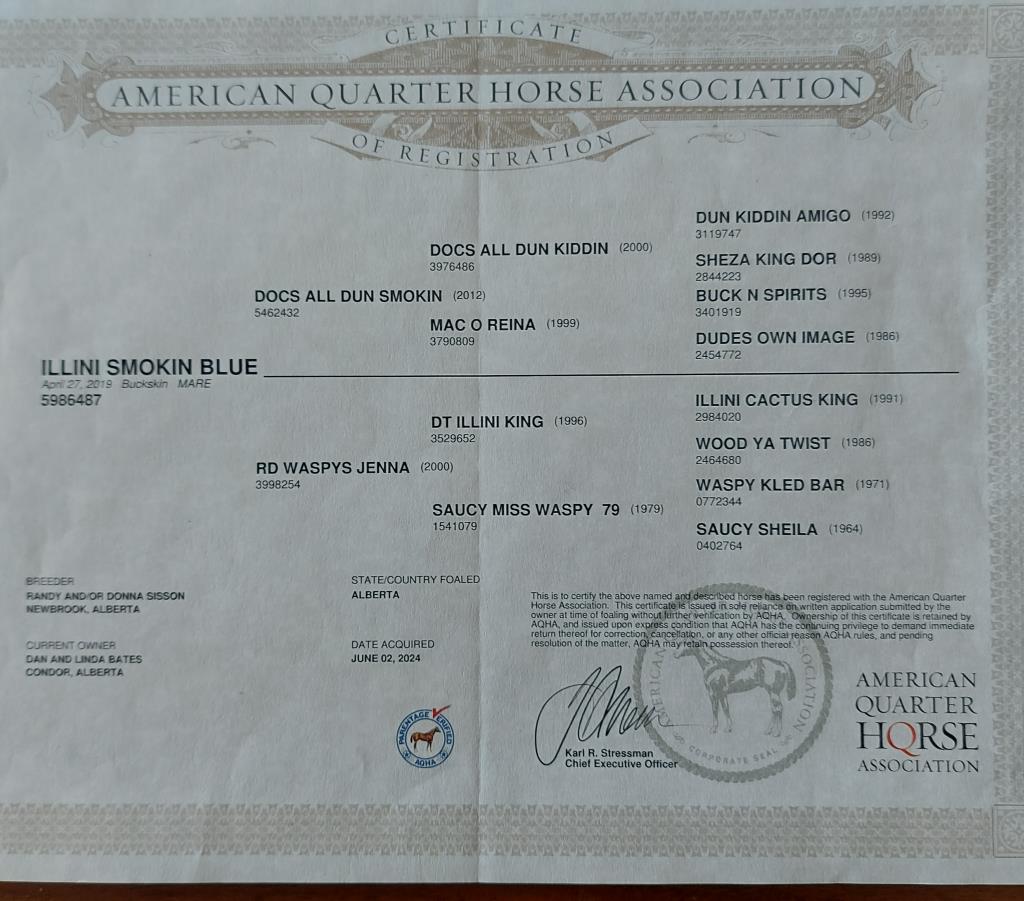 CERTIFICATE
AMERICAN QUARTER HORSE ASSOCIATION
OF REGISTRATION
DUN KIDDIN AMIGO (1992)
3119747
DOCS ALL DUN KIDDIN (2000)
3976486
SHEZA KING DOR (1989)
2844223
DOCS ALL DUN SMOKIN (2012)
5462432
BUCK N SPIRITS (1995)
3401919
MAC O REINA (1999)
3790809
DUDES OWN IMAGE (1986)
2454772
ILLINI SMOKIN BLUE
April 27, 2019 Buckskin MARE
5986487
ILLINI CACTUS KING (1991)
2984020
DT ILLINI KING (1996)
3529652
WOOD YA TWIST (1986)
2464680
RD WASPYS JENNA (2000)
3998254
WASPY KLED BAR (1971)
0772344
SAUCY MISS WASPY 79 (1979)
1541079
SAUCY SHEILA (1964)
0402764
BREEDER
RANDY AND/OR DONNA SISSON
NEWBROOK, ALBERTA
STATE/COUNTRY FOALED
ALBERTA
CURRENT OWNER
DAN AND LINDA BATES
CONDOR, ALBERTA
DATE ACQUIRED
JUNE 02, 2024
This is to certify the above named and described horse has been registered with the American Quarter
Horse Association. This certificate is issued in sole reliance on written application submitted by the
owner at time of foaling without further verification by AQHA. Ownership of this certificate is retained by
AQHA, and issued upon express condition that AQHA has the continuing privilege to demand immediate
return thereof for correction, cancellation, or any other official reason AQHA rules, and pending
resolution of the matter, AQHA may retain possession thereof.
PARENTAGE VERIFIED
AQHA
Karl R. Stressman
Chief Executive Officer
AMERICAN
ASSOCIATION
CORPORATE SEAL
AMERICAN
QUARTER
HORSE
ASSOCIATION